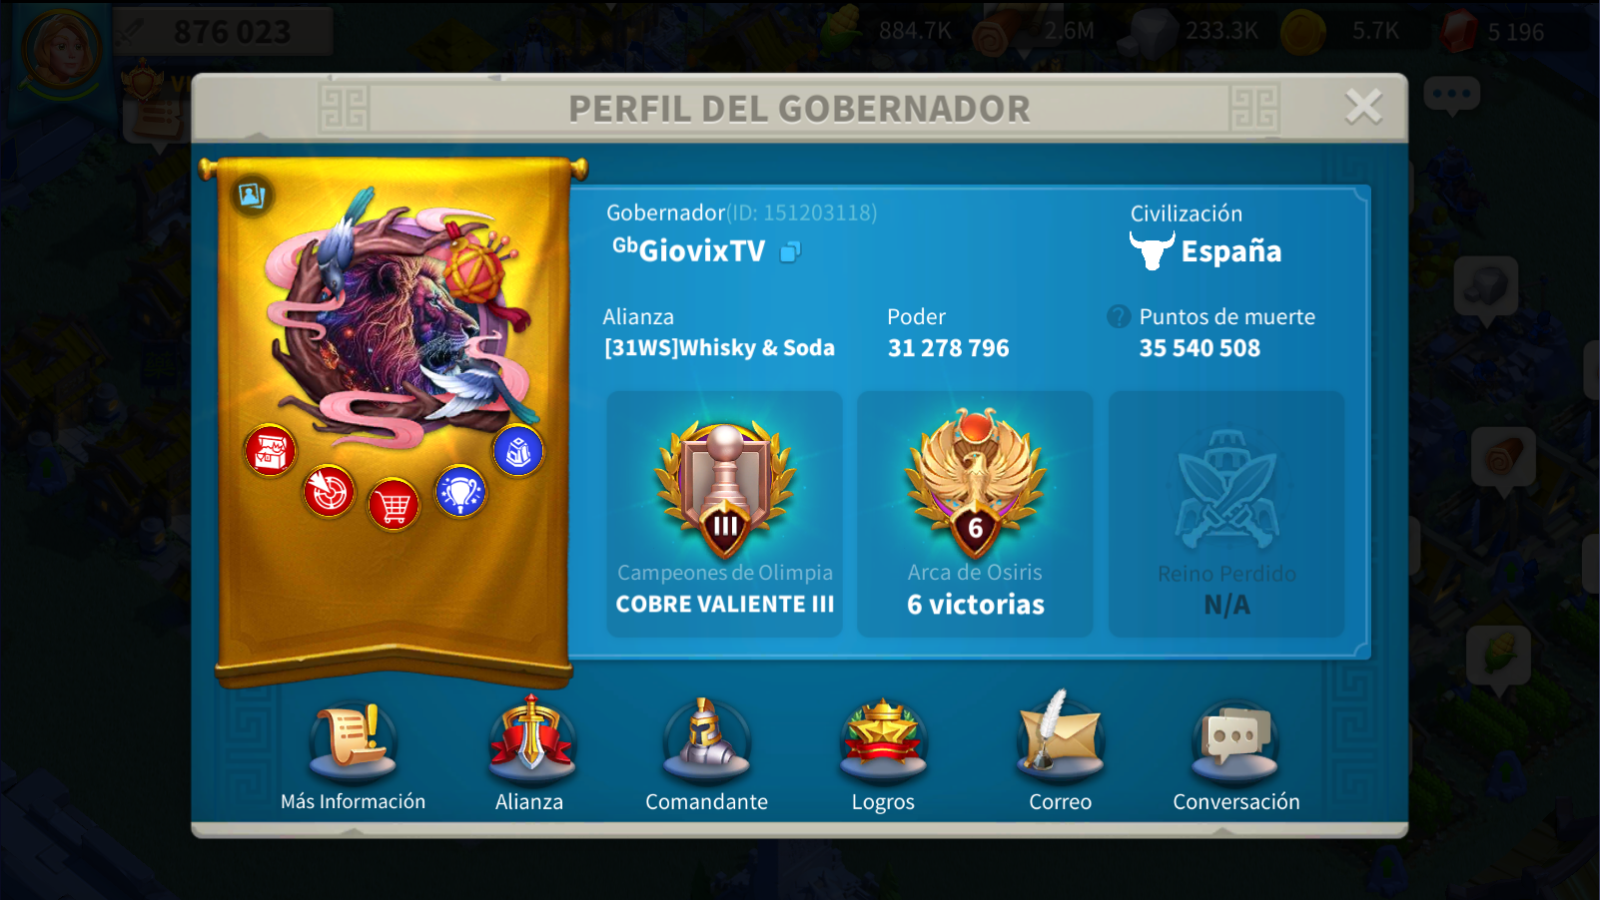 876 023
884.7K
2.6M
233.3K
5.7K
5 196
PERFIL DEL GOBERNADOR
Gobernador(ID: 151203118)
ᴳᵇGiovixTV
Civilización
España
Alianza
[31WS]Whisky & Soda
Poder
31 278 796
? Puntos de muerte
35 540 508
III
Campeones de Olimpia
COBRE VALIENTE III
6
Arca de Osiris
6 victorias
Reino Perdido
N/A
Más Información
Alianza
Comandante
Logros
Correo
Conversación